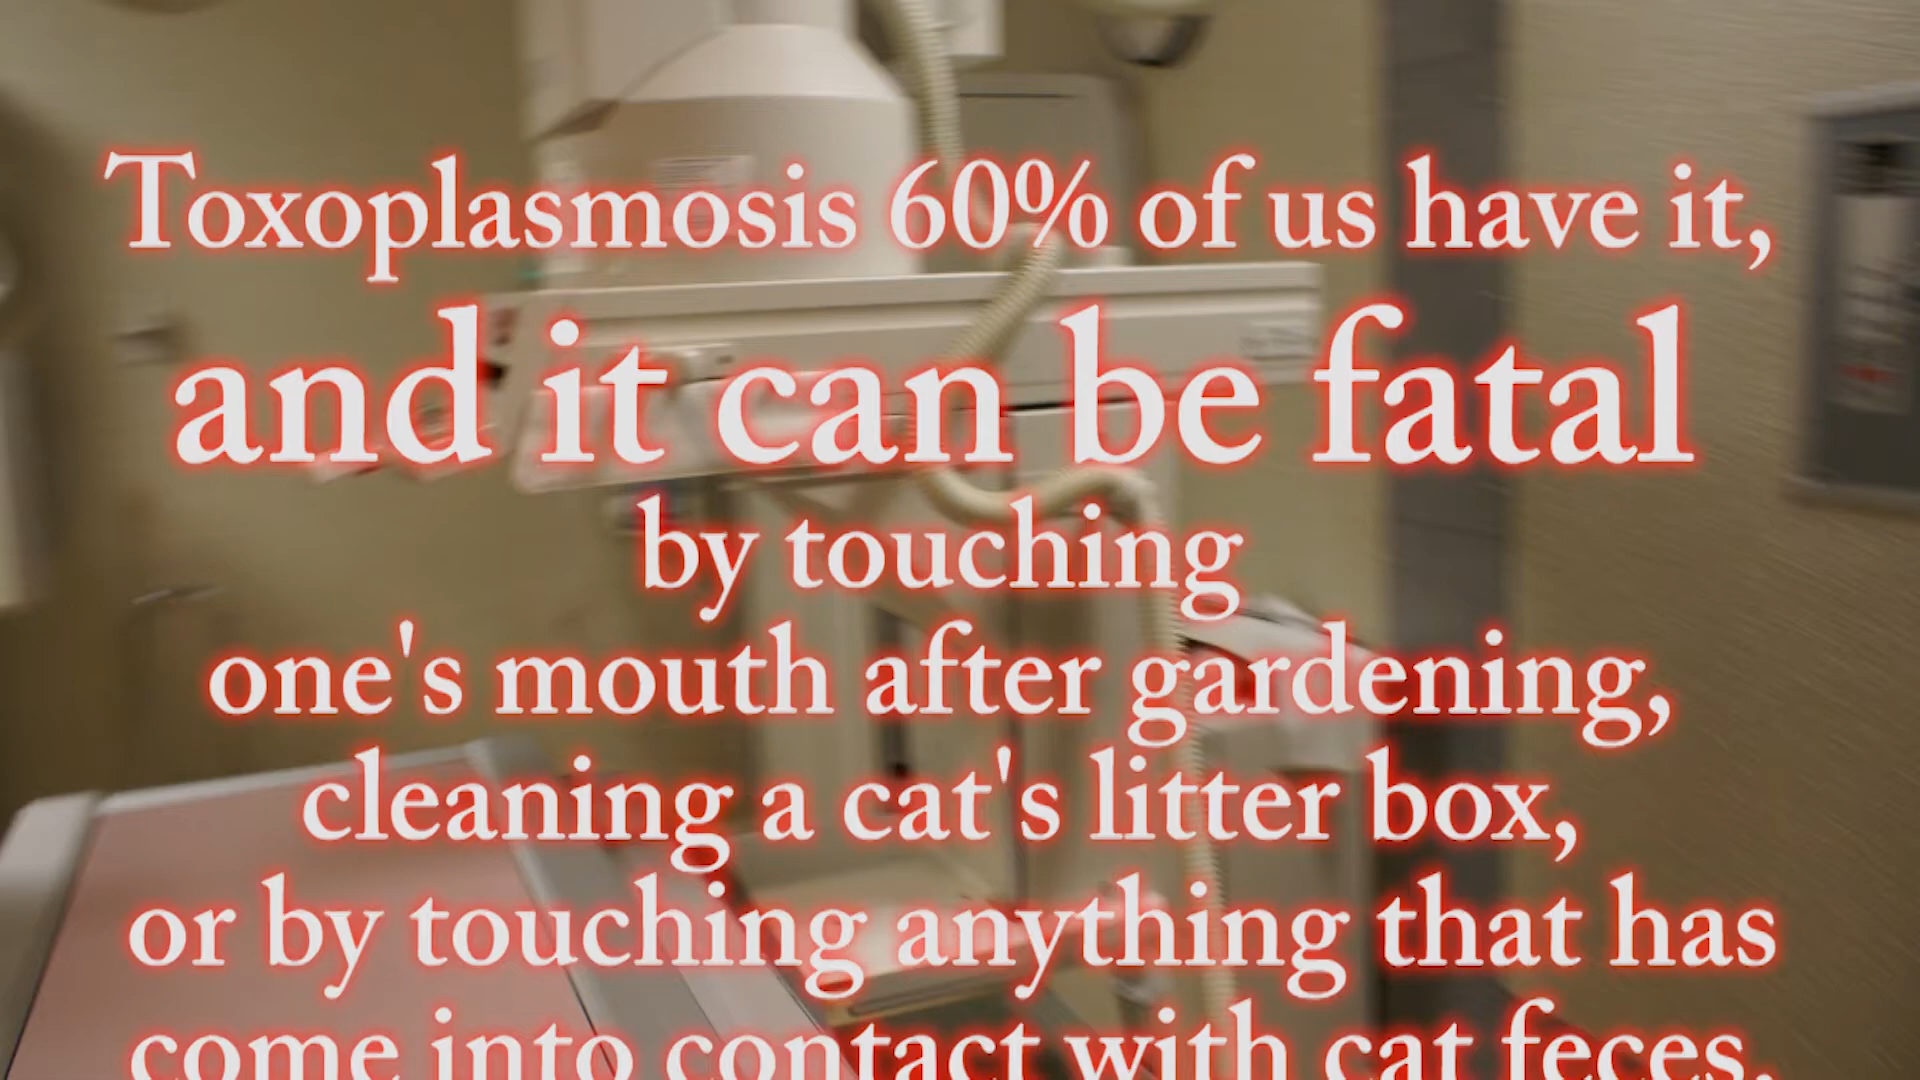 Toxoplasmosis 60% of us have it,
and it can be fatal
by touching
one's mouth after gardening,
cleaning a cat's litter box,
or by touching anything that has
come into contact with cat feces.